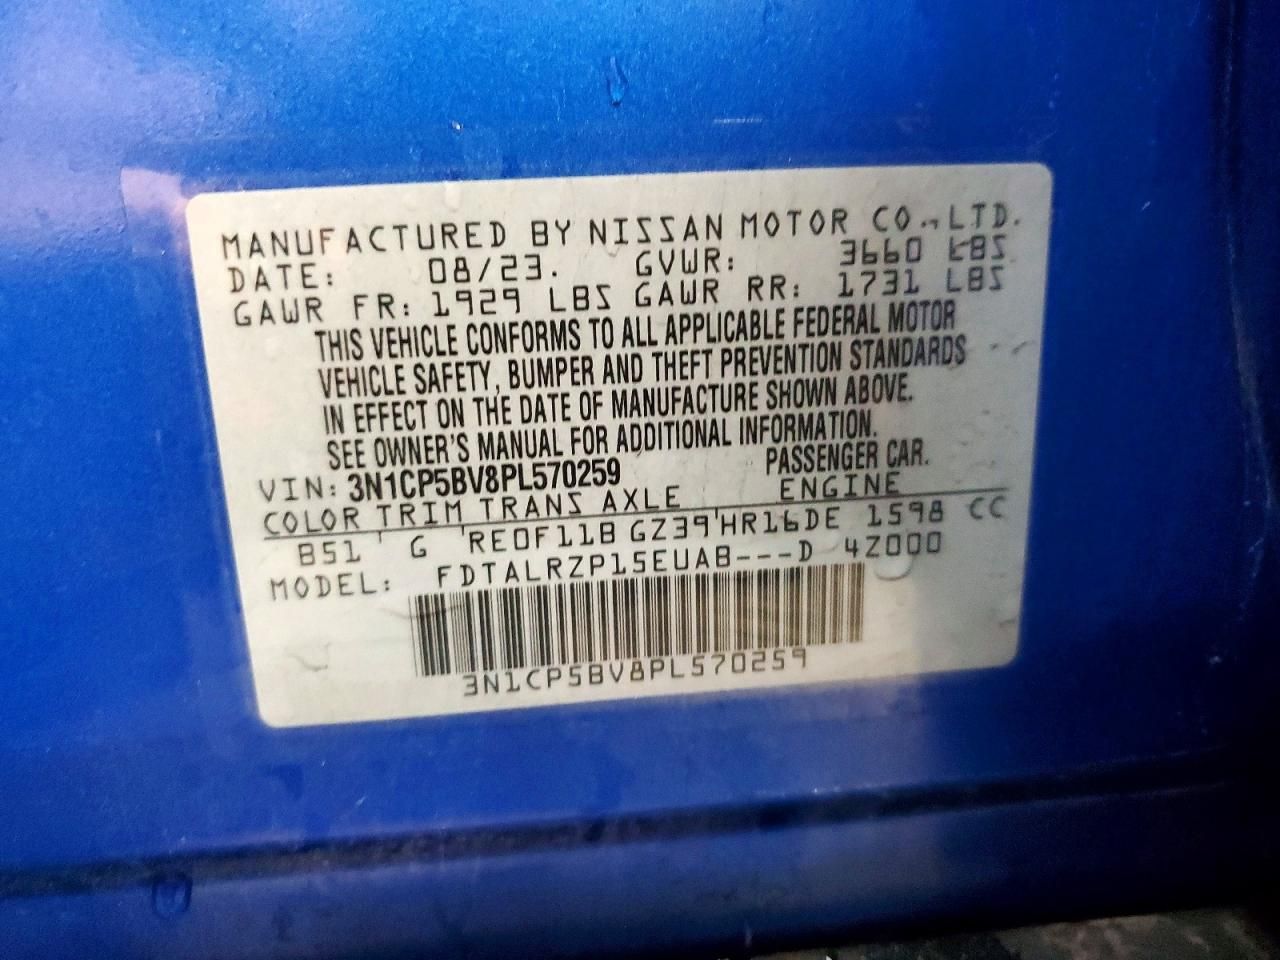 MANUFACTURED BY NISSAN MOTOR CO., LTD.
DATE: 08/23. GVWR: 3660 LBS
GAWR FR: 1929 LBS GAWR RR: 1731 LBS
THIS VEHICLE CONFORMS TO ALL APPLICABLE FEDERAL MOTOR
VEHICLE SAFETY, BUMPER AND THEFT PREVENTION STANDARDS
IN EFFECT ON THE DATE OF MANUFACTURE SHOWN ABOVE.
SEE OWNER'S MANUAL FOR ADDITIONAL INFORMATION.
VIN: 3N1CP5BV8PL570259 PASSENGER CAR.
COLOR TRIM TRANS AXLE ENGINE
B51 G RE0F11B GZ39 HR16DE 1598 CC
MODEL: FDTALRZP15EUAB---D 4Z000
3N1CP5BV8PL570259